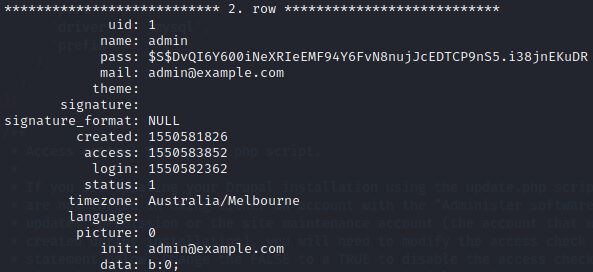 *************************** 2. row ***************************
uid: 1
name: admin
pass: $S$DvQI6Y600iNeXRIeEMF94Y6FvN8nujJcEDTCP9nS5.i38jnEKuDR
mail: admin@example.com
theme:
signature:
signature_format: NULL
created: 1550581826
access: 1550583852
login: 1550582362
status: 1
timezone: Australia/Melbourne
language:
picture: 0
init: admin@example.com
data: b:0;